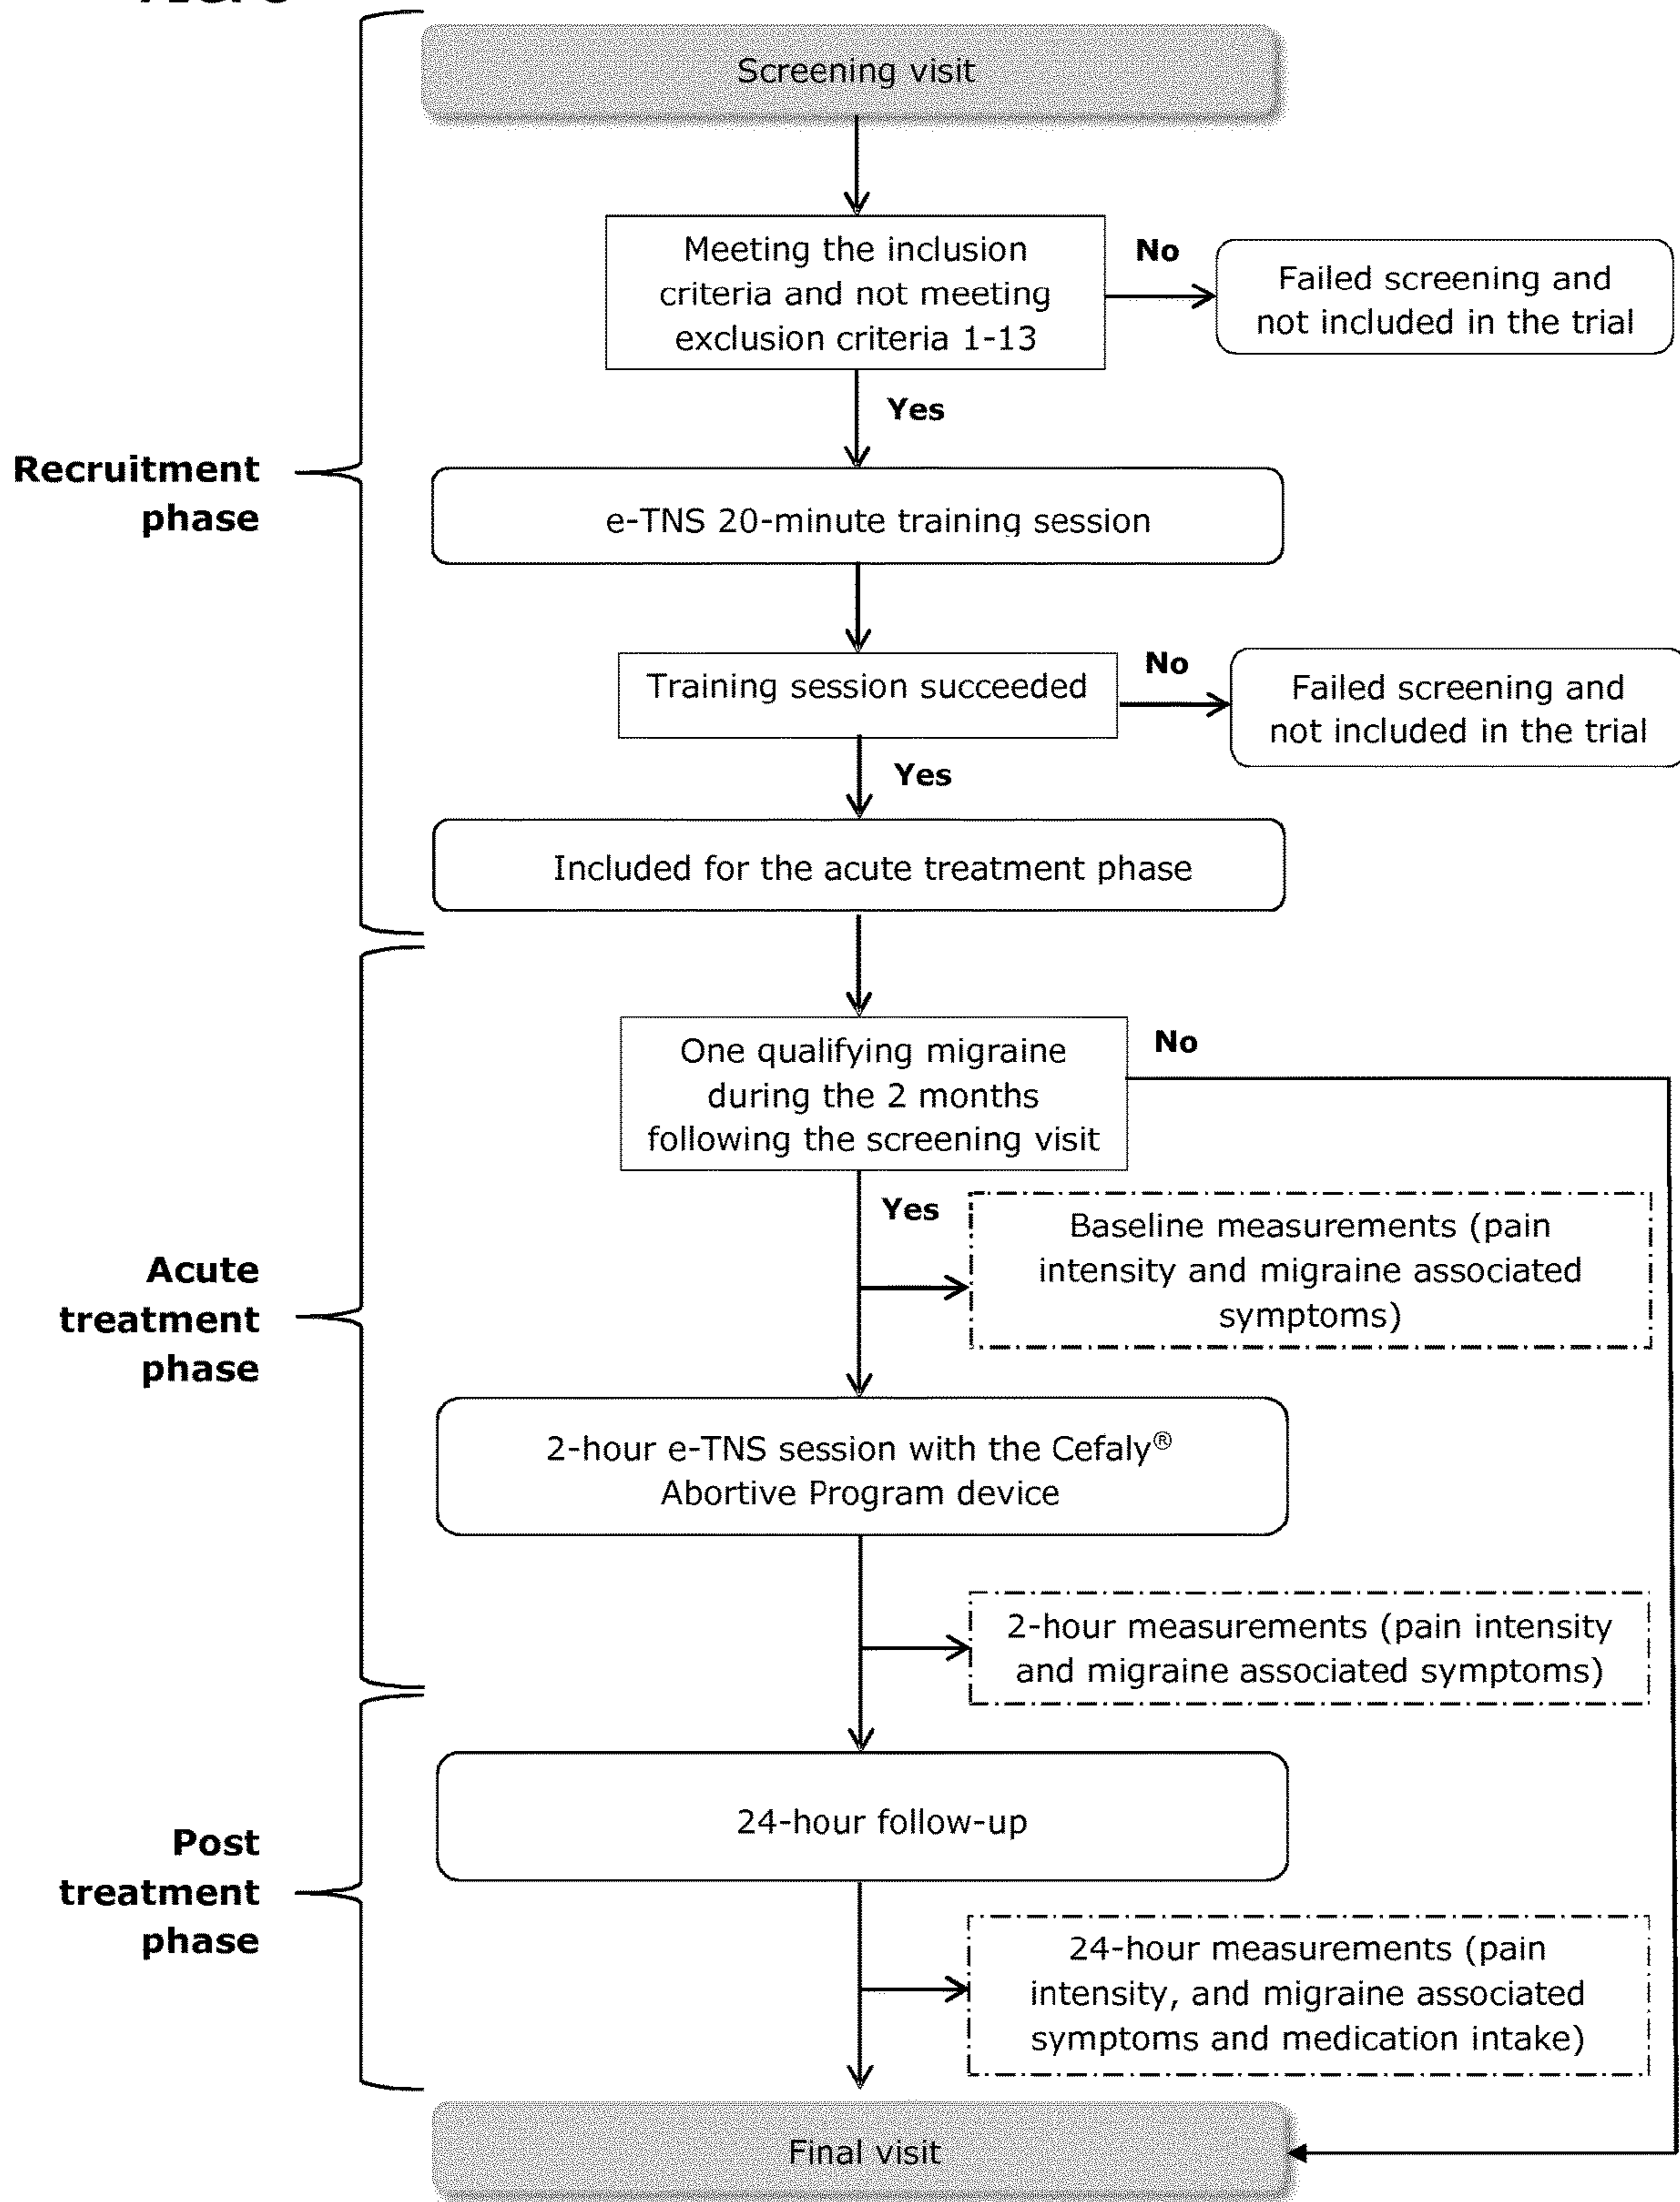 Screening visit
Meeting the inclusion
criteria and not meeting
exclusion criteria 1-13
No
Failed screening and
not included in the trial
Yes
Recruitment
phase
e-TNS 20-minute training session
Training session succeeded
No
Failed screening and
not included in the trial
Yes
Included for the acute treatment phase
One qualifying migraine
during the 2 months
following the screening visit
No
Yes
Baseline measurements (pain
intensity and migraine associated
symptoms)
Acute
treatment
phase
2-hour e-TNS session with the Cefaly®
Abortive Program device
2-hour measurements (pain intensity
and migraine associated symptoms)
24-hour follow-up
Post
treatment
phase
24-hour measurements (pain
intensity, and migraine associated
symptoms and medication intake)
Final visit